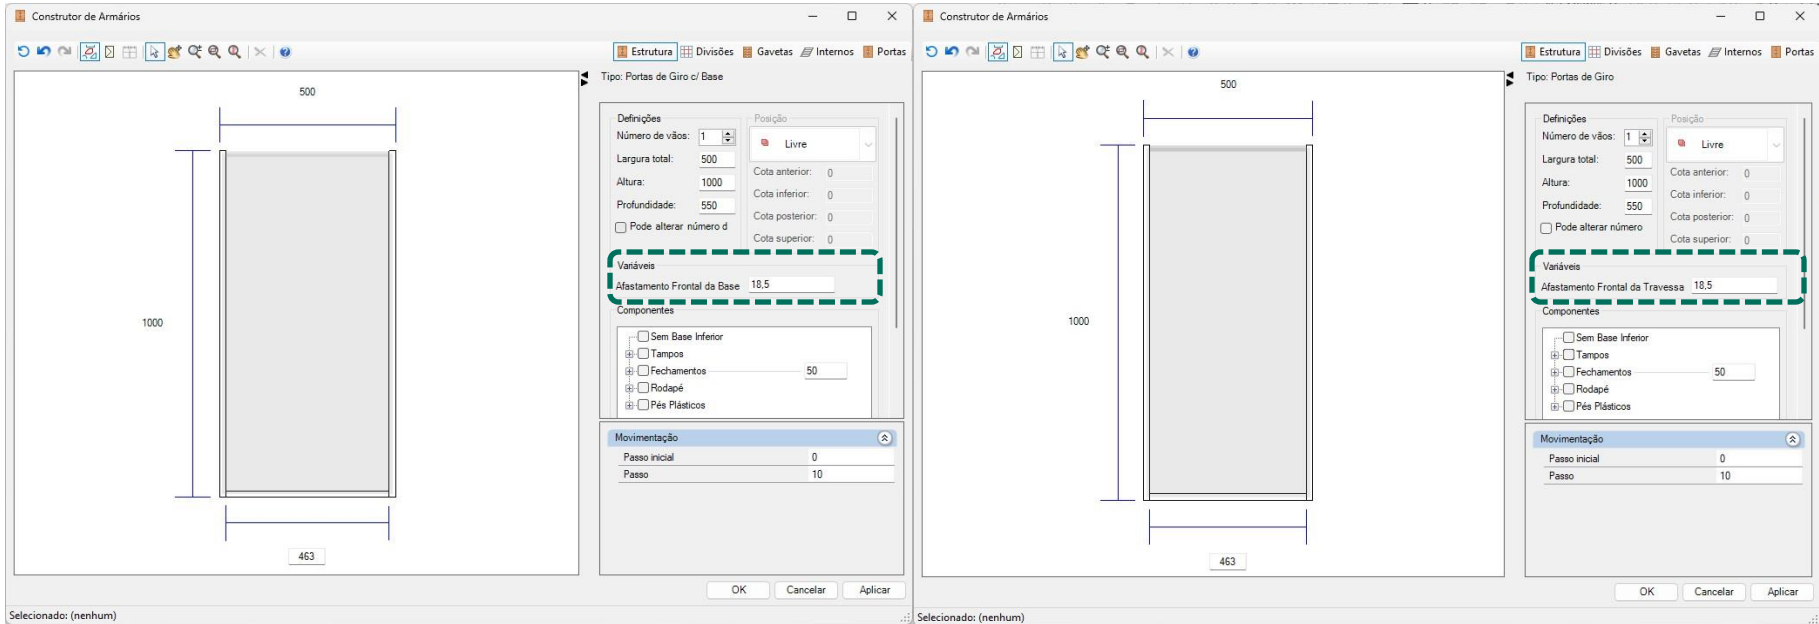 Construtor de Armários
Estrutura Divisões Gavetas Internos Portas
Tipo: Portas de Giro c/ Base
500
1000
463
Definições
Número de vãos: 1
Largura total: 500
Altura: 1000
Profundidade: 550
Pode alterar número d
Posição
Livre
Cota anterior: 0
Cota inferior: 0
Cota posterior: 0
Cota superior: 0
Variáveis
Afastamento Frontal da Base 18,5
Componentes
Sem Base Inferior
Tampos
Fechamentos 50
Rodapé
Pés Plásticos
Movimentação
Passo inicial 0
Passo 10
OK Cancelar Aplicar
Selecionado: (nenhum)
Construtor de Armários
Estrutura Divisões Gavetas Internos Portas
Tipo: Portas de Giro
500
1000
463
Definições
Número de vãos: 1
Largura total: 500
Altura: 1000
Profundidade: 550
Pode alterar número
Posição
Livre
Cota anterior: 0
Cota inferior: 0
Cota posterior: 0
Cota superior: 0
Variáveis
Afastamento Frontal da Travessa 18,5
Componentes
Sem Base Inferior
Tampos
Fechamentos 50
Rodapé
Pés Plásticos
Movimentação
Passo inicial 0
Passo 10
OK Cancelar Aplicar
Selecionado: (nenhum)